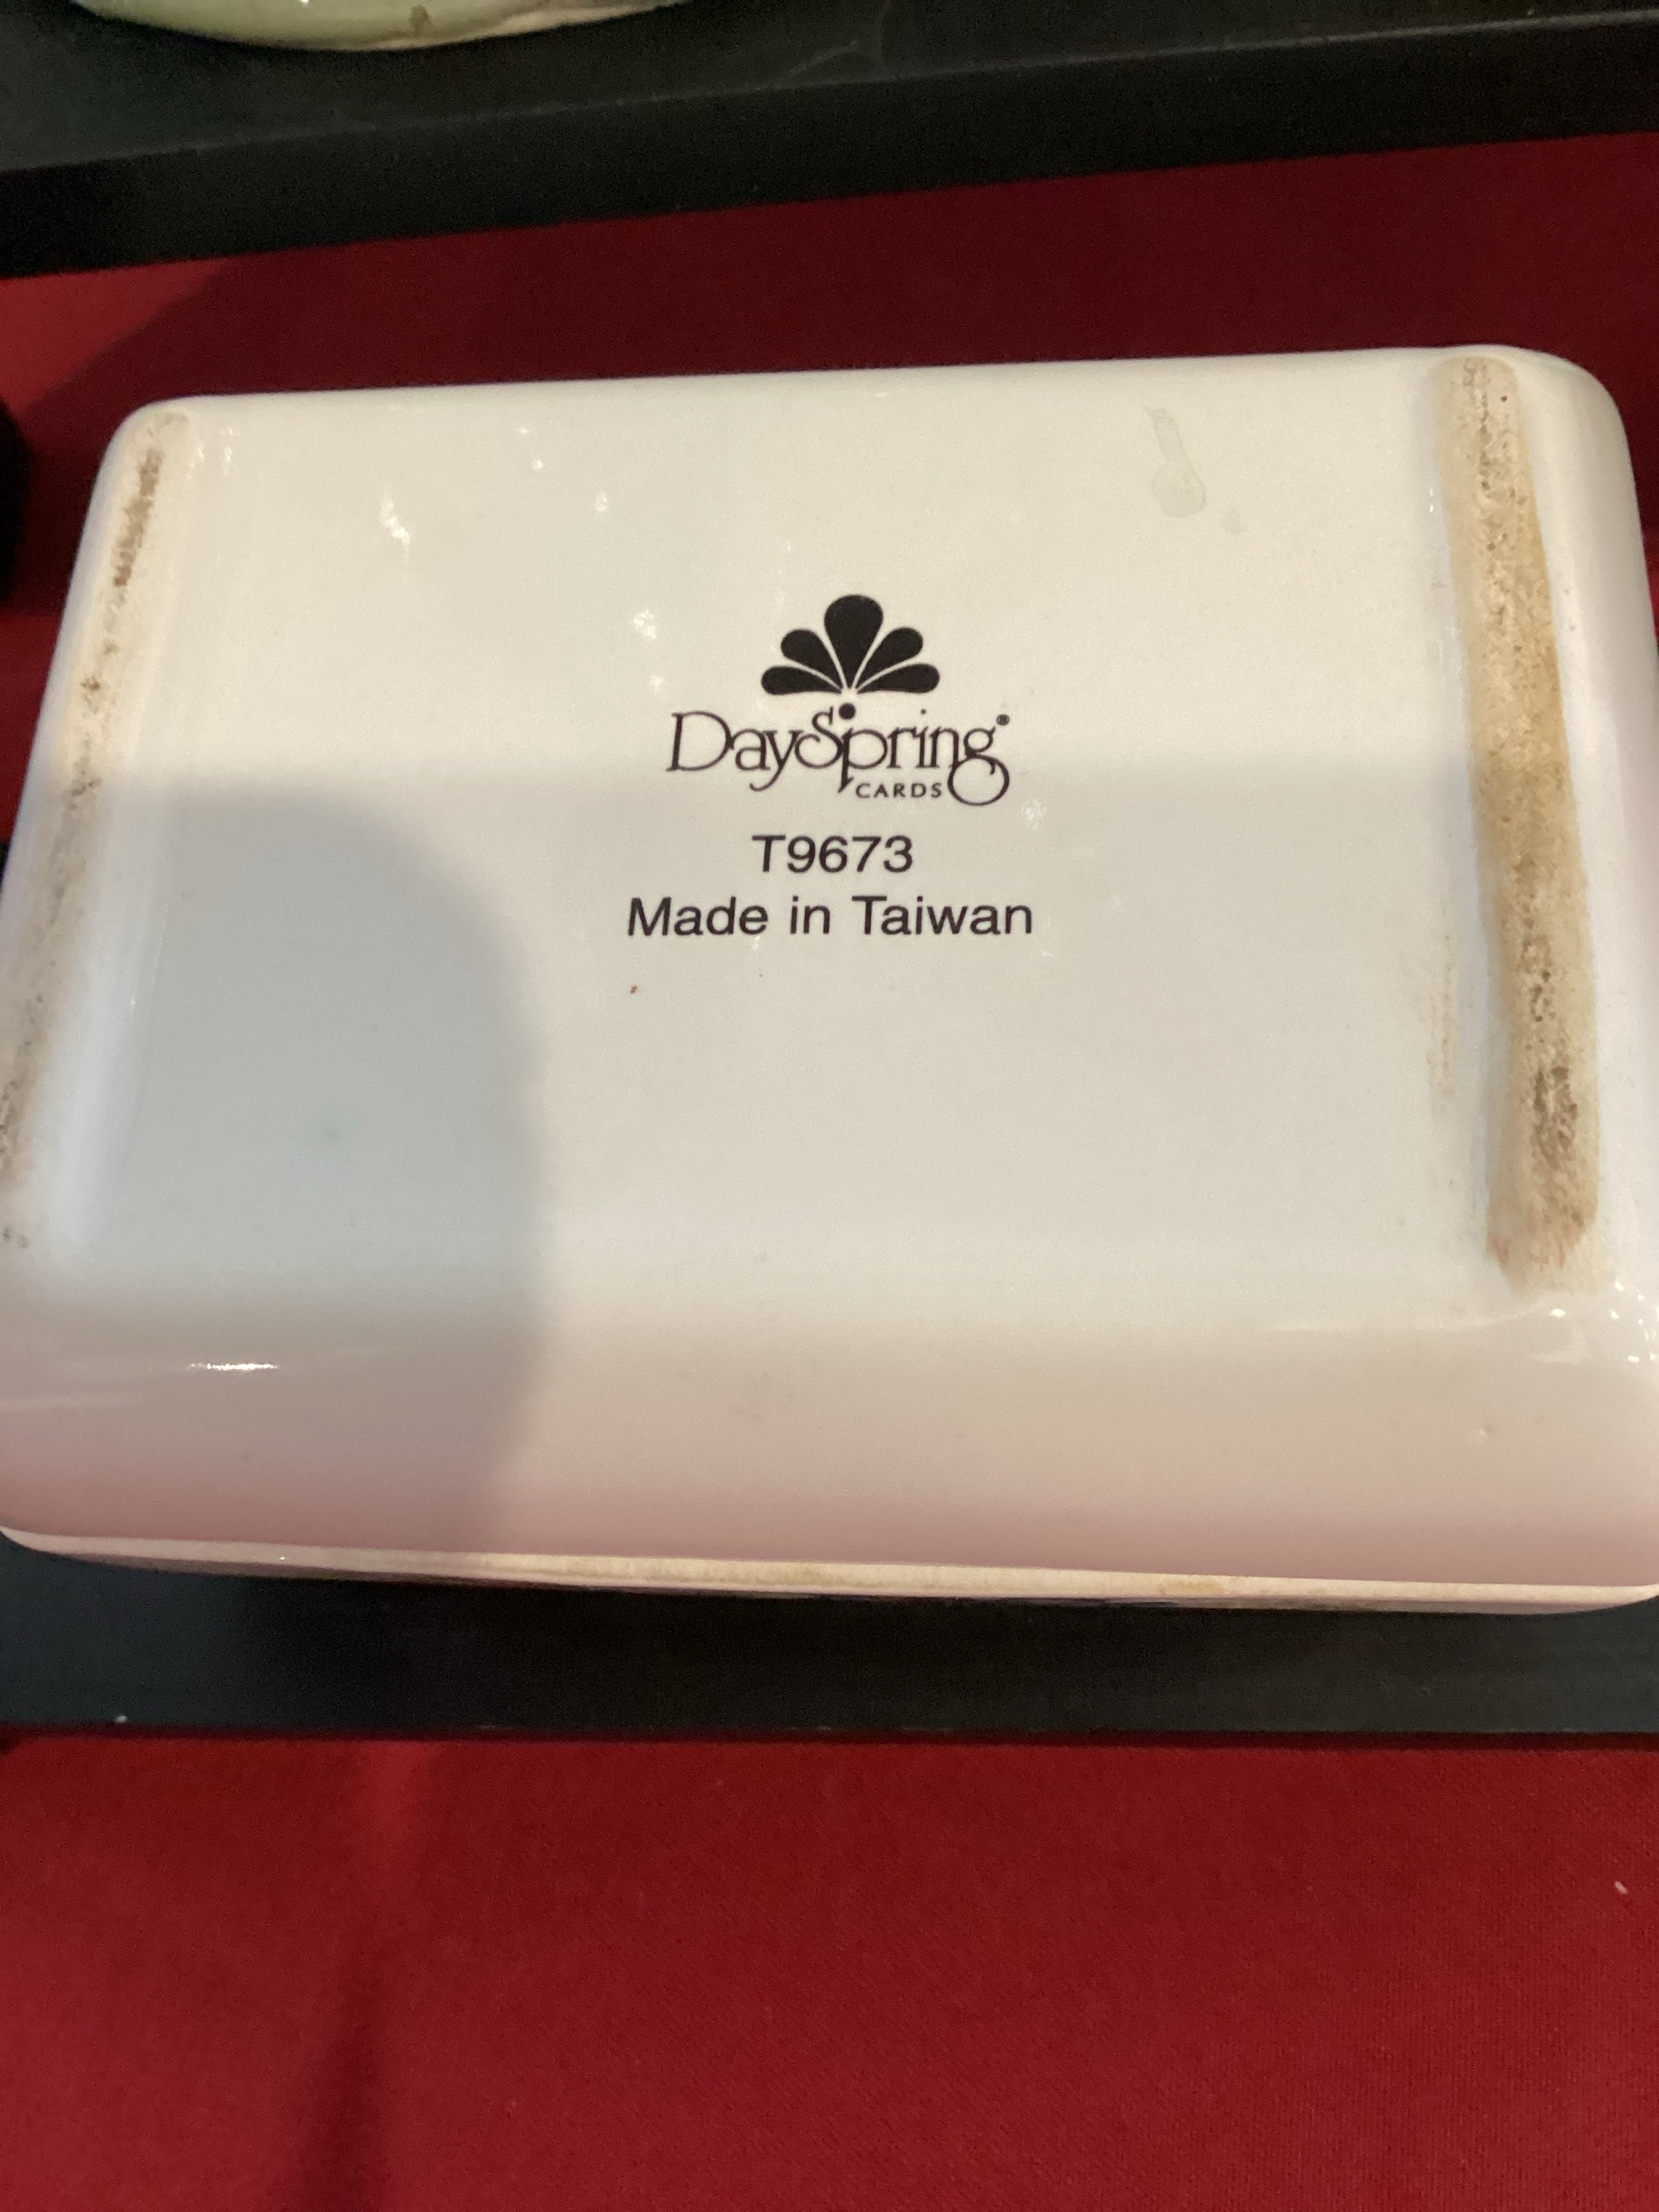 DaySpring®
CARDS
T9673
Made in Taiwan